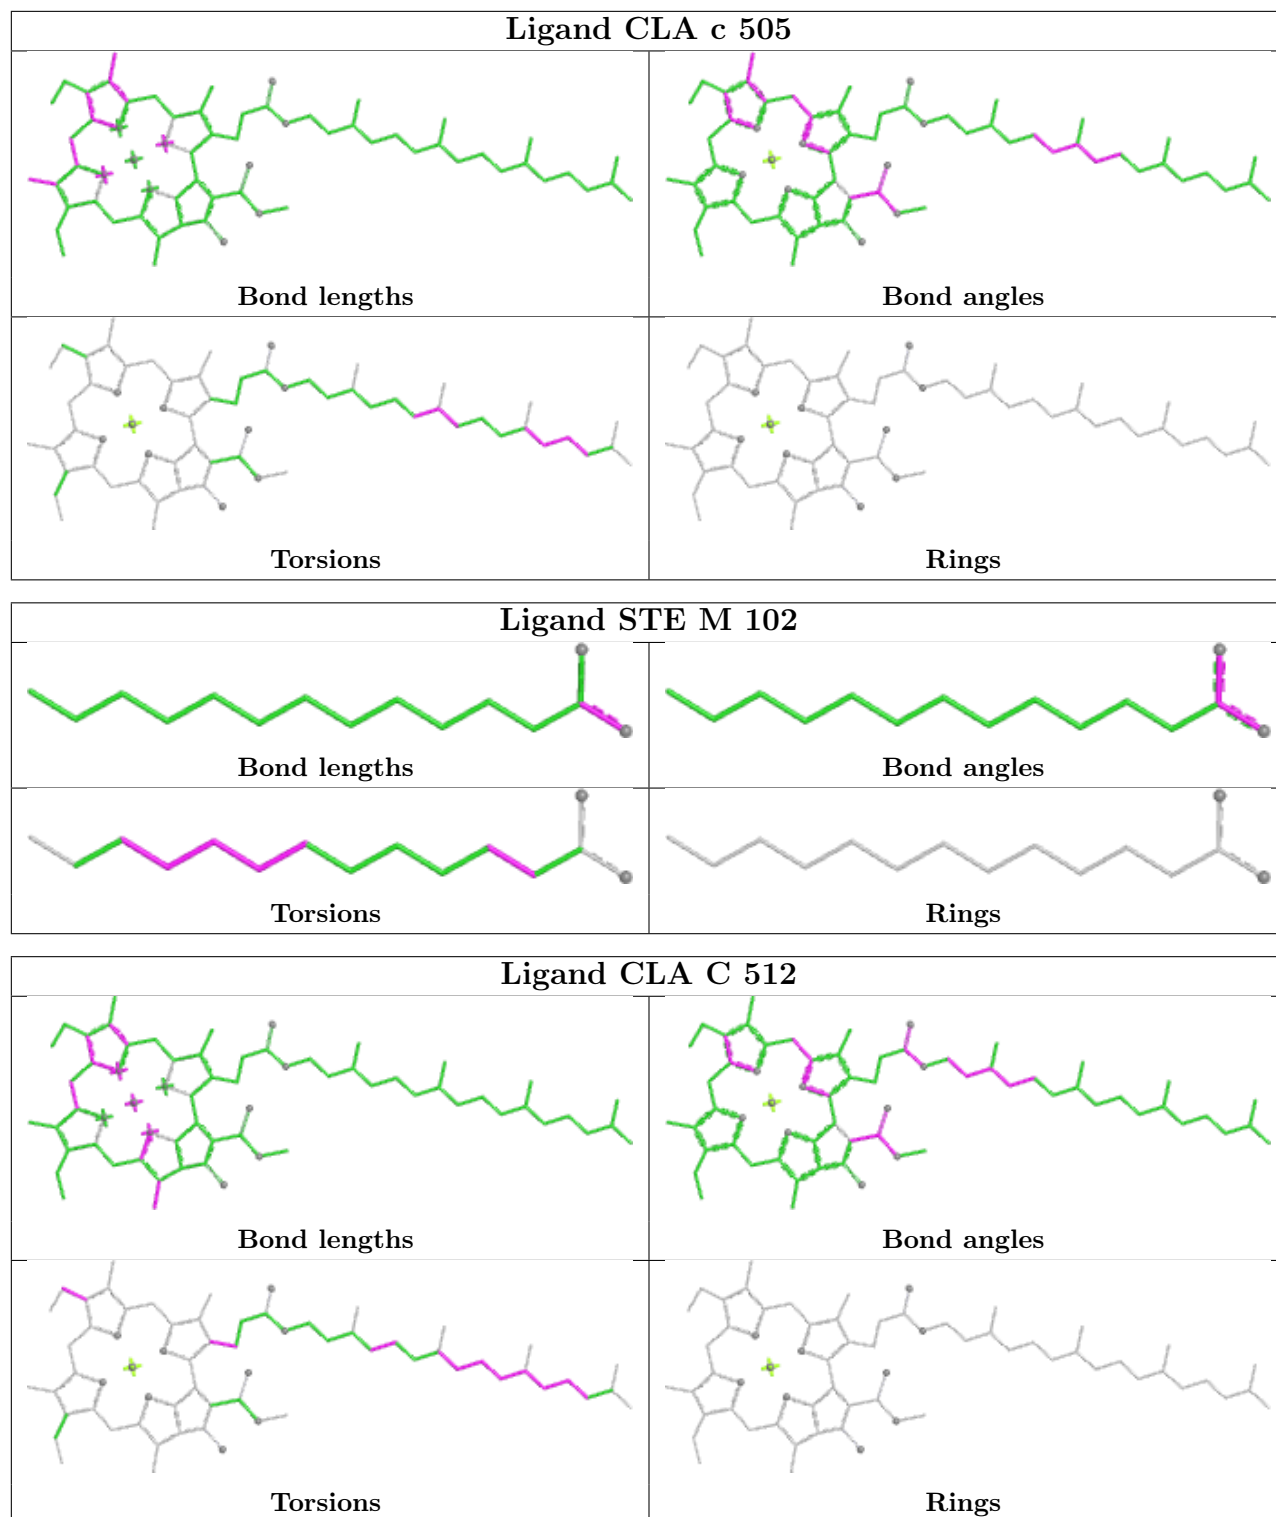 Ligand CLA c 505
Bond lengths
Bond angles
Torsions
Rings
Ligand STE M 102
Bond lengths
Bond angles
Torsions
Rings
Ligand CLA C 512
Bond lengths
Bond angles
Torsions
Rings